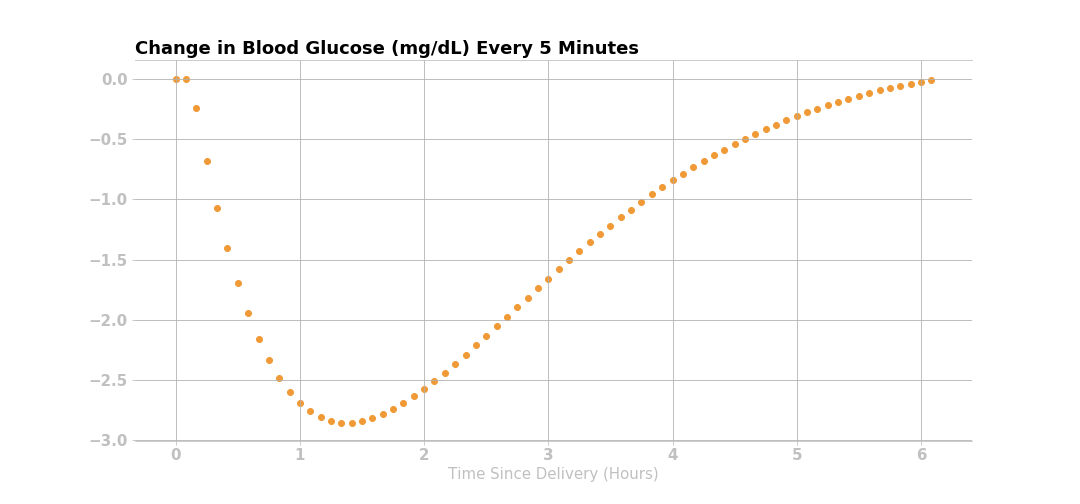 Change in Blood Glucose (mg/dL) Every 5 Minutes
0.0
−0.5
−1.0
−1.5
−2.0
−2.5
−3.0
0 1 2 3 4 5 6
Time Since Delivery (Hours)